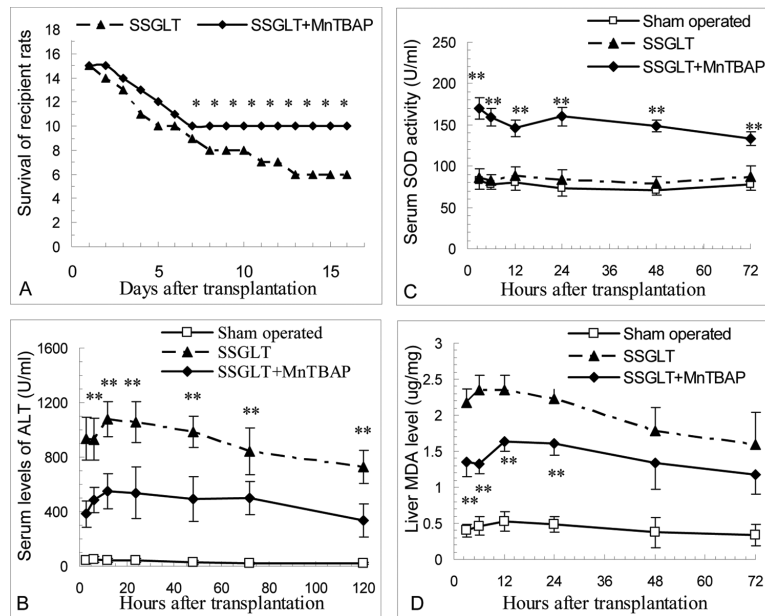 SSGLT SSGLT+MnTBAP
Survival of recipient rats
18
16
14
12
10
8
6
4
2
0
* * * * * * * * * *
0 5 10 15
A Days after transplantation
Sham operated
SSGLT
SSGLT+MnTBAP
Serum SOD activity (U/ml)
250
200
150
100
50
0
** ** ** ** ** **
0 12 24 36 48 60 72
C Hours after transplantation
Sham operated
SSGLT
SSGLT+MnTBAP
Serum levels of ALT (U/ml)
1600
1200
800
400
0
** ** ** ** ** **
0 20 40 60 80 100 120
B Hours after transplantation
Sham operated
SSGLT
SSGLT+MnTBAP
Liver MDA level (ug/mg)
3
2.5
2
1.5
1
0.5
0
** ** ** **
0 12 24 36 48 60 72
D Hours after transplantation